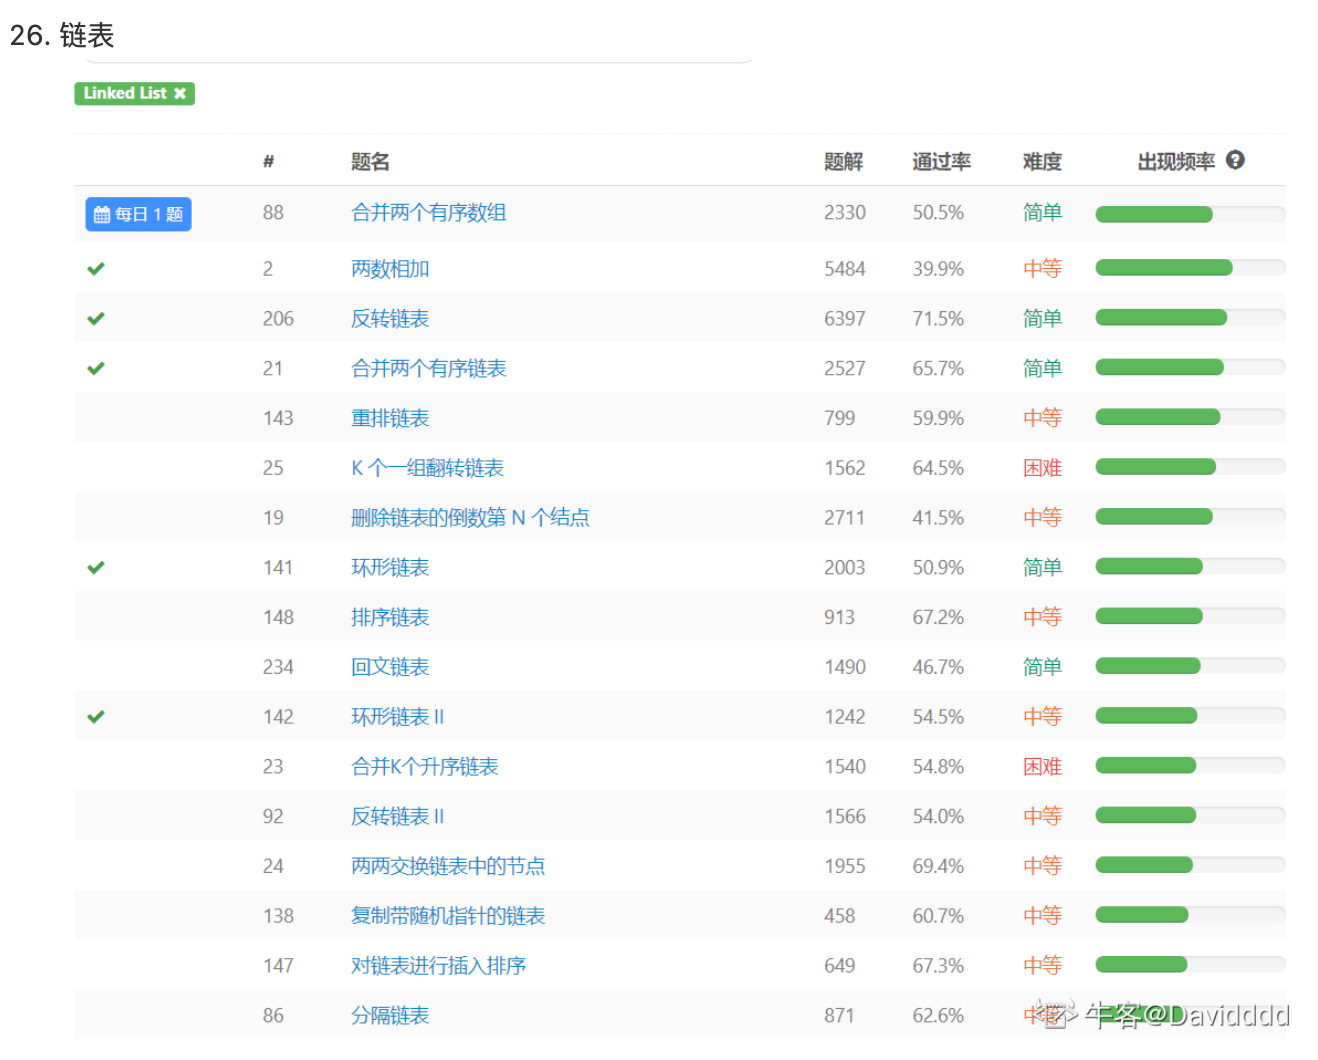 26. 链表
Linked List ✖
# 题名 题解 通过率 难度 出现频率 ?
每日 1 题 88 合并两个有序数组 2330 50.5% 简单
2 两数相加 5484 39.9% 中等
206 反转链表 6397 71.5% 简单
21 合并两个有序链表 2527 65.7% 简单
143 重排链表 799 59.9% 中等
25 K 个一组翻转链表 1562 64.5% 困难
19 删除链表的倒数第 N 个结点 2711 41.5% 中等
141 环形链表 2003 50.9% 简单
148 排序链表 913 67.2% 中等
234 回文链表 1490 46.7% 简单
142 环形链表 II 1242 54.5% 中等
23 合并K个升序链表 1540 54.8% 困难
92 反转链表 II 1566 54.0% 中等
24 两两交换链表中的节点 1955 69.4% 中等
138 复制带随机指针的链表 458 60.7% 中等
147 对链表进行插入排序 649 67.3% 中等
86 分隔链表 871 62.6% 中等
牛客@Davidddd